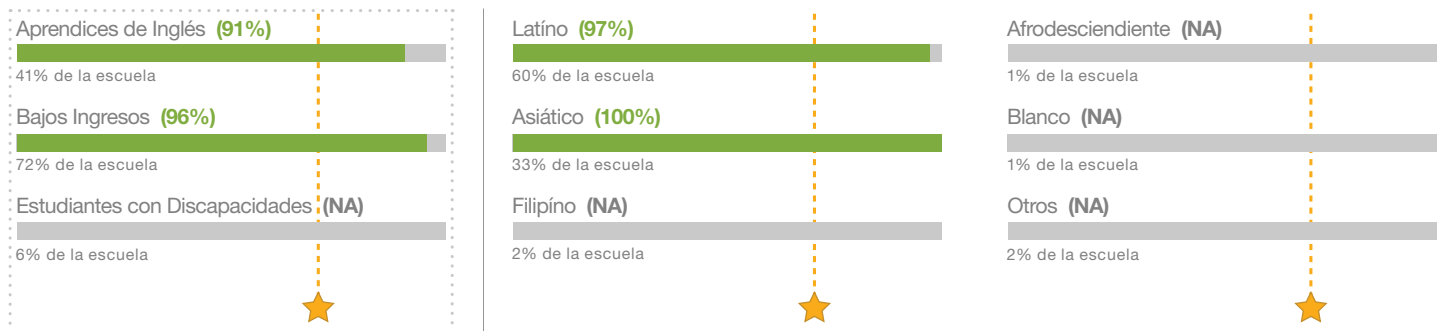 Aprendices de Inglés (91%)
41% de la escuela
Bajos Ingresos (96%)
72% de la escuela
Estudiantes con Discapacidades (NA)
6% de la escuela
Latíno (97%)
60% de la escuela
Asiático (100%)
33% de la escuela
Filipíno (NA)
2% de la escuela
Afrodesciendiente (NA)
1% de la escuela
Blanco (NA)
1% de la escuela
Otros (NA)
2% de la escuela